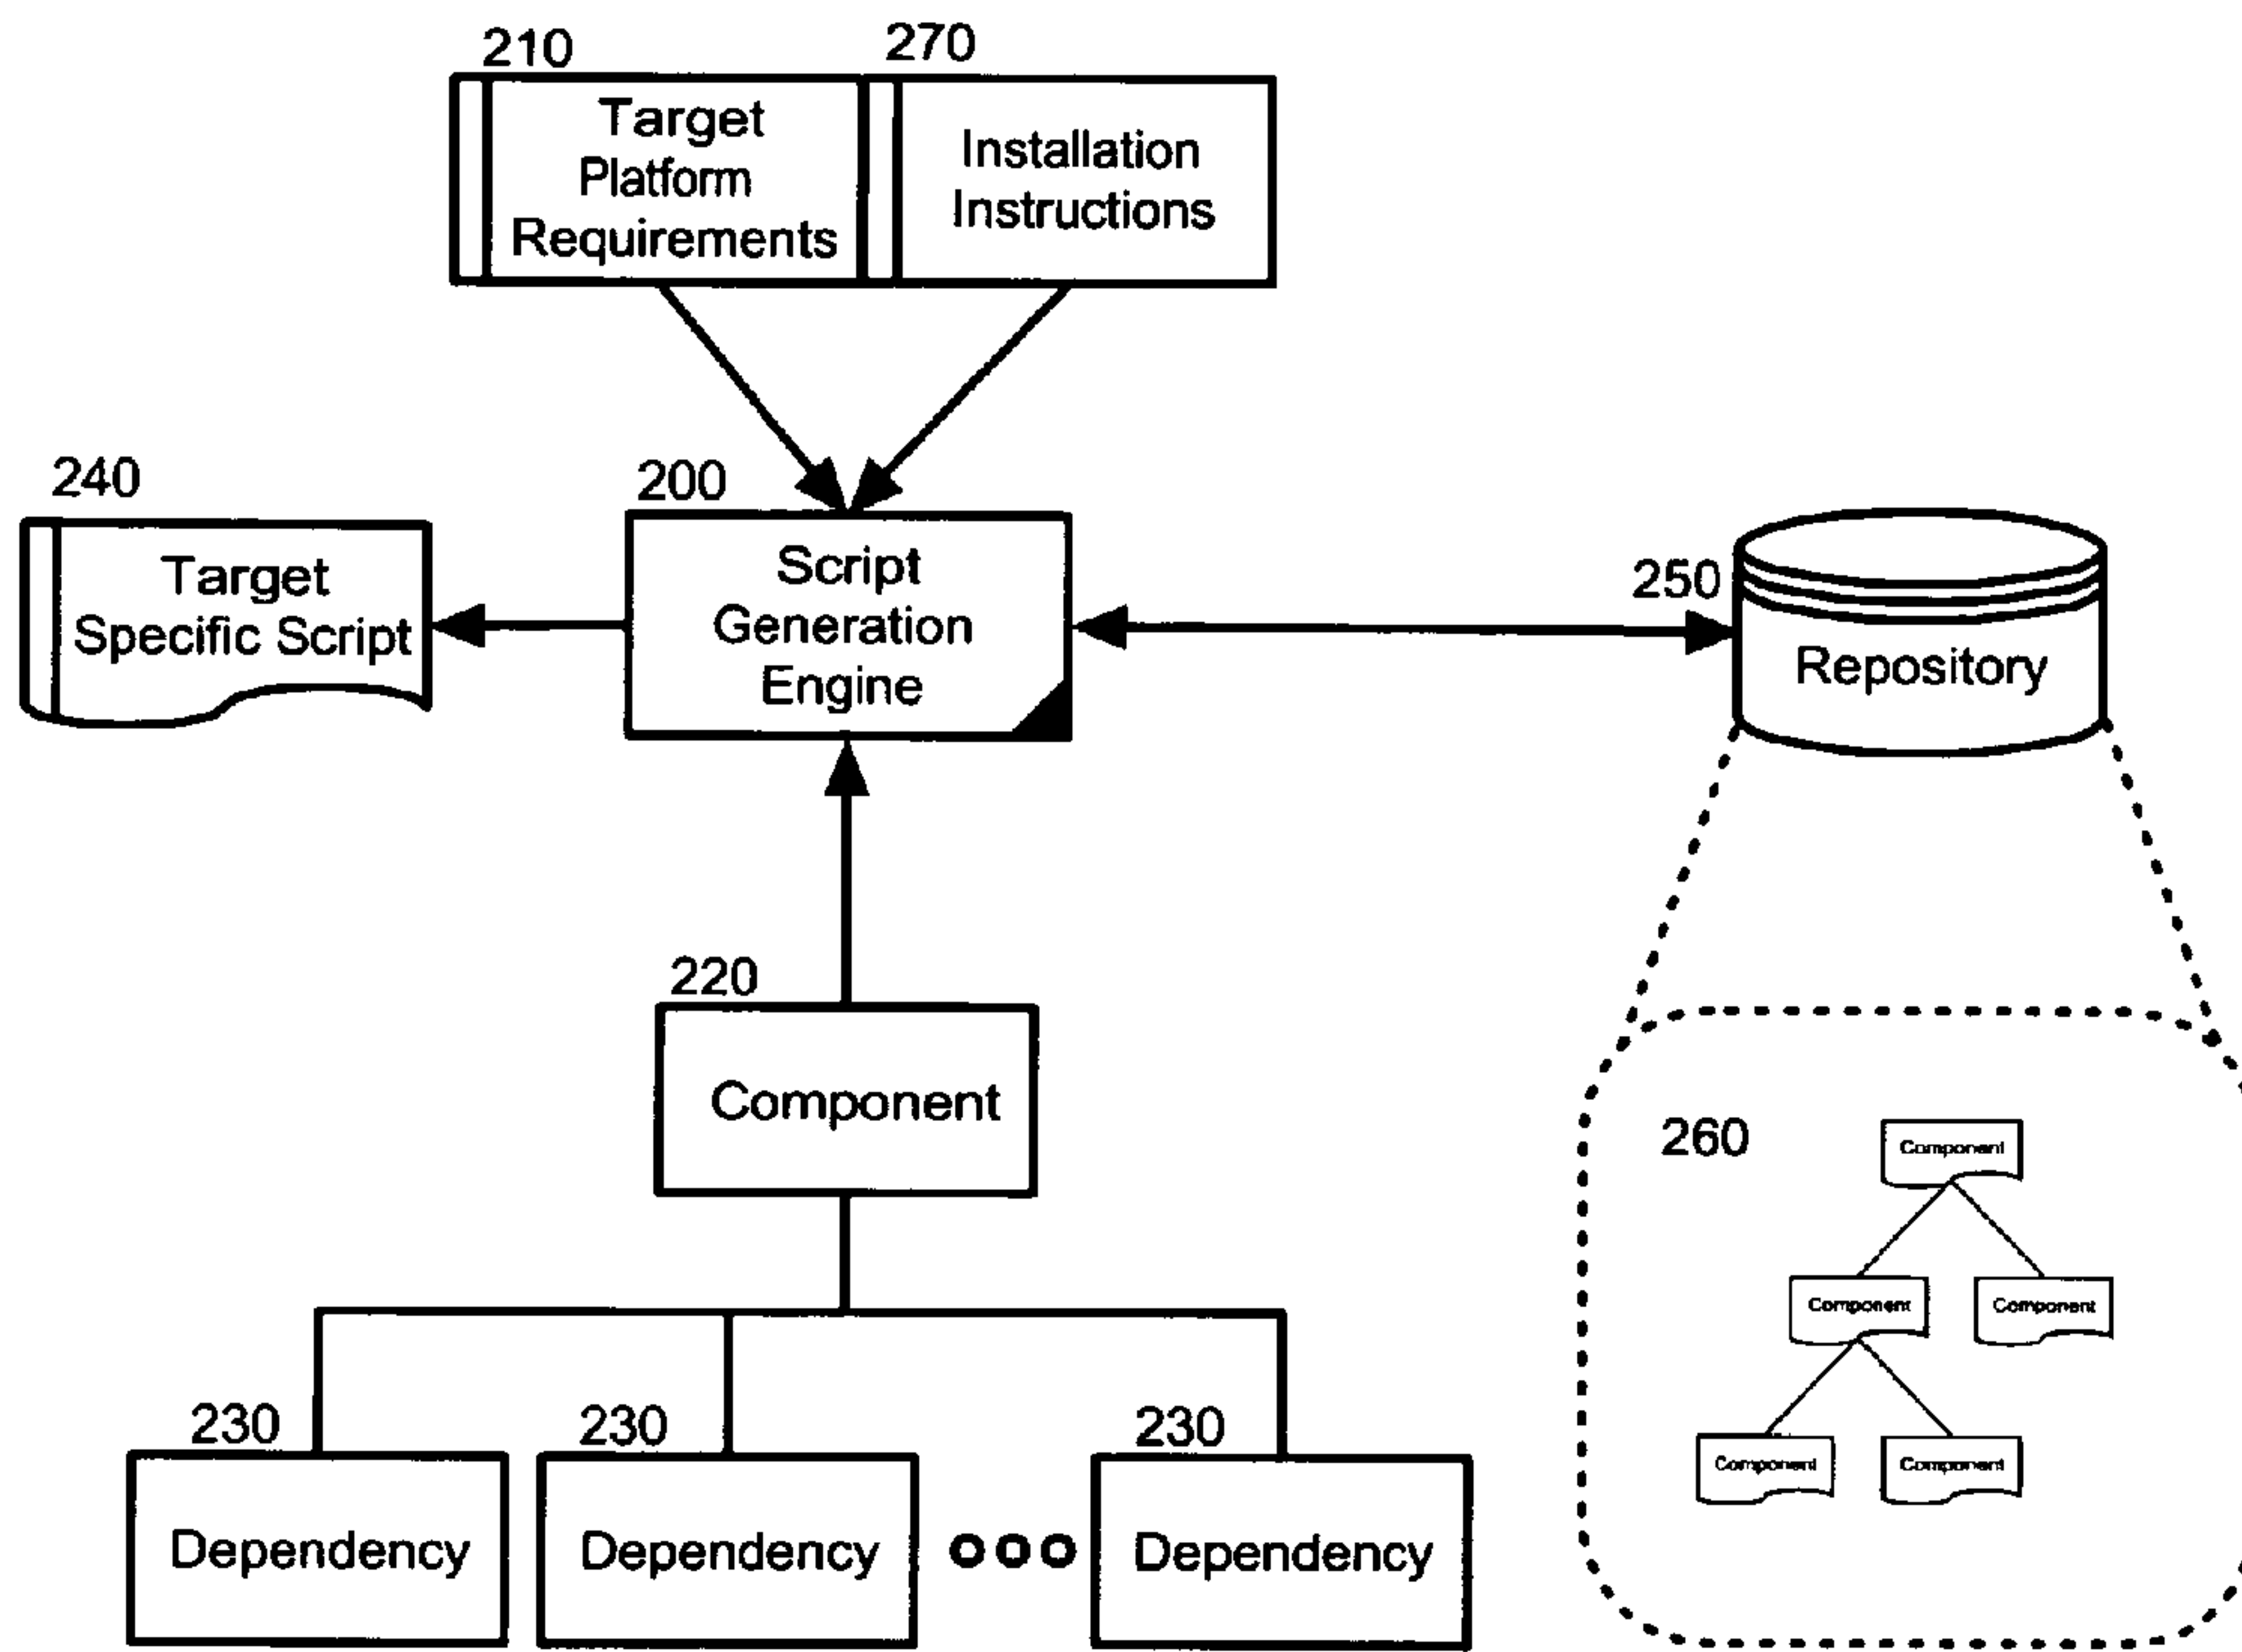 210
270
Target
Platform
Requirements
Installation
Instructions
240
200
Target
Specific Script
Script
Generation
Engine
250
Repository
220
Component
260
Component
Component
Component
Component
Component
230
230
230
Dependency
Dependency
ooo
Dependency